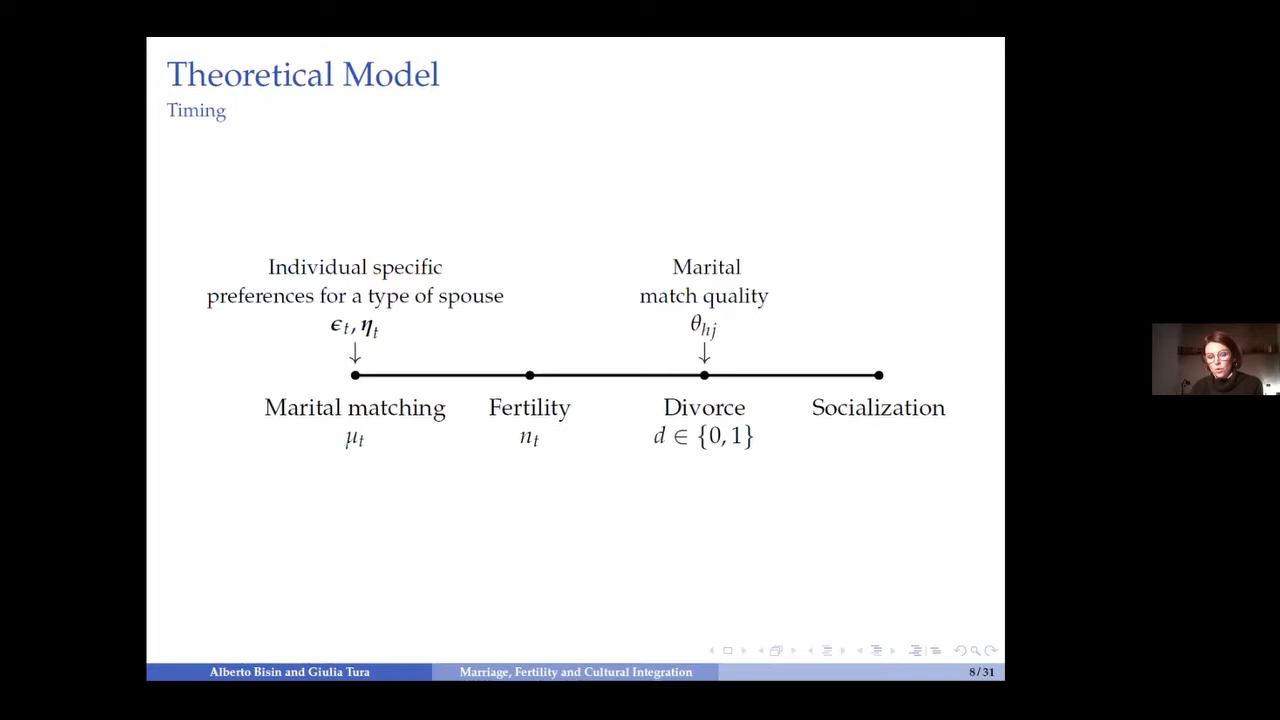 Theoretical Model
Timing
Individual specific
preferences for a type of spouse
ϵₜ, ηₜ
Marital
match quality
θₕⱼ
Marital matching
μₜ
Fertility
nₜ
Divorce
d ∈ {0, 1}
Socialization
Alberto Bisin and Giulia Tura
Marriage, Fertility and Cultural Integration
8 / 31